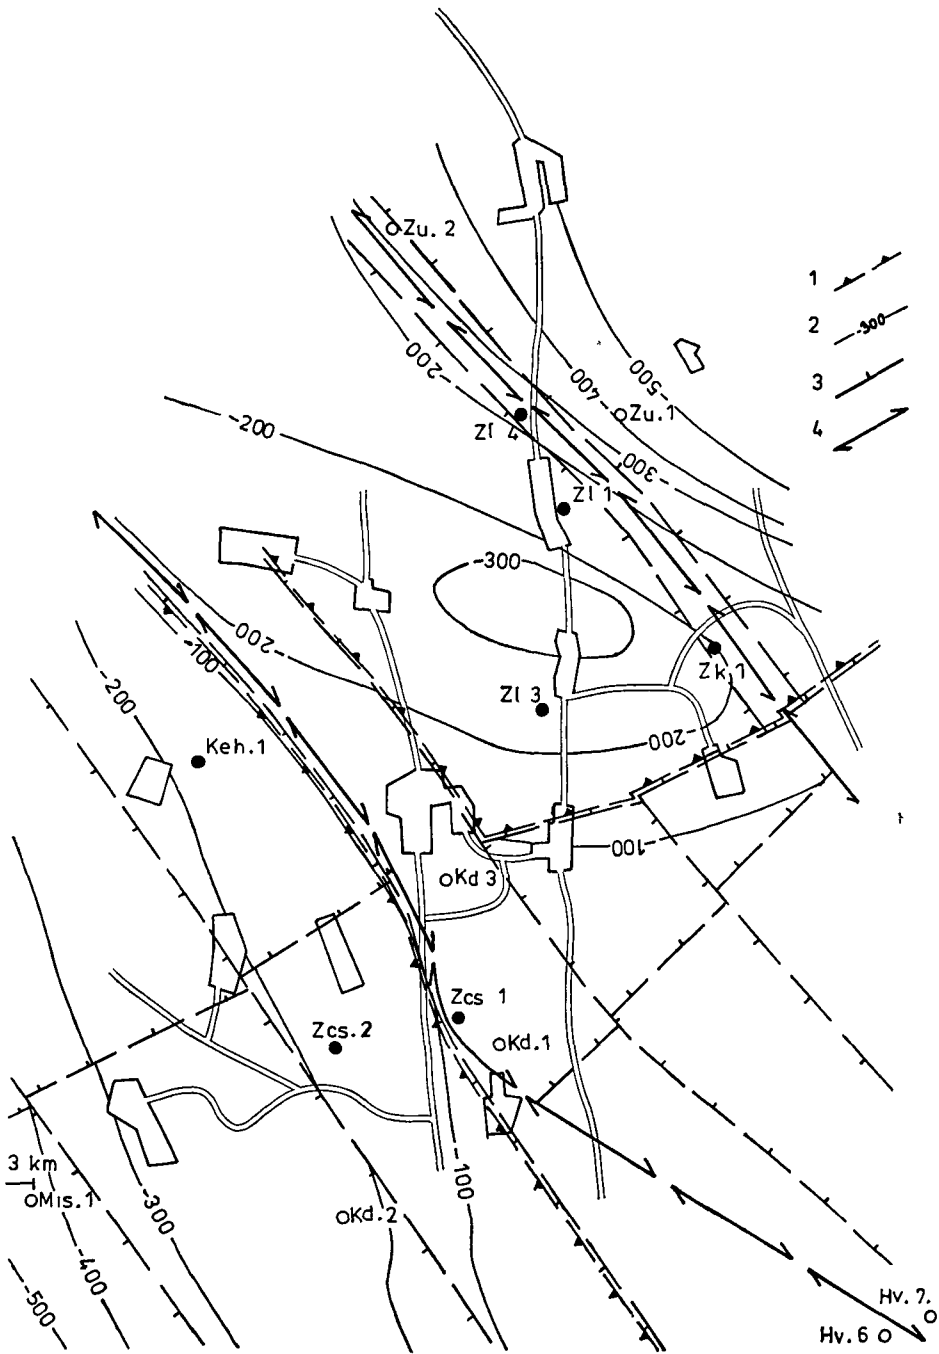 Zu. 2
1
2 -300
3
4
-200
-400
-500
Zu. 1
Zl 4
300
-200
Zl 1
-300
200
-100
-200
Zk 1
Zl 3
200
Keh. 1
100
Kd 3
Zcs 1
Zcs. 2
Kd. 1
3 km
Mis. 1
-300
-100
Kd. 2
-400
-500
Hv. 7.
Hv. 6